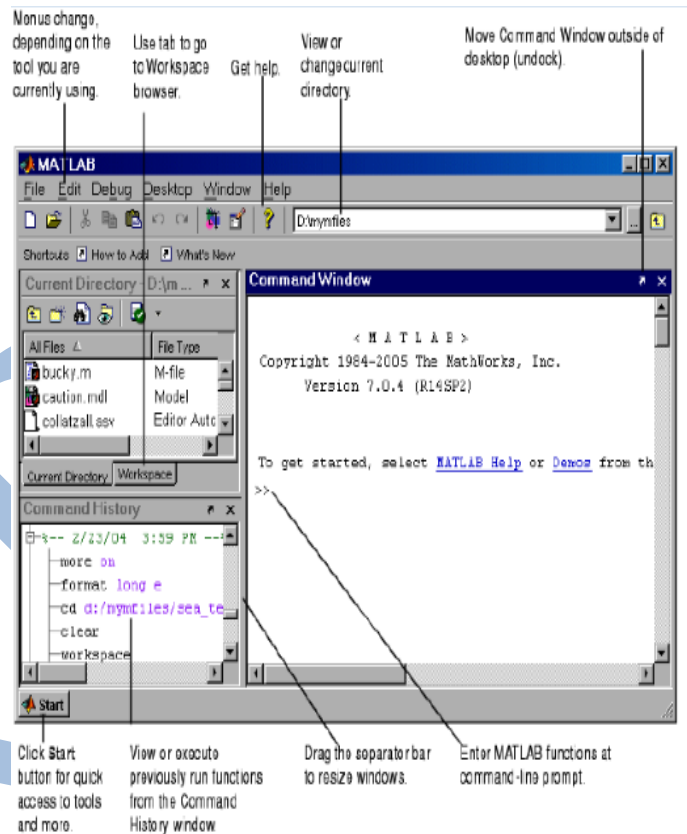 Menus change,
depending on the
tool you are
currently using.
Use tab to go
to Workspace
browser.
Get help.
View or
change current
directory.
Move Command Window outside of
desktop (undock).
MATLAB
File Edit Debug Desktop Window Help
D:\mymfiles
Shortcuts How to Add What's New
Current Directory - D:\m ...
All Files File Type
bucky.m M-file
caution.mdl Model
collatzall.asv Editor Auto
Current Directory Workspace
Command History
%-- 2/23/04 3:59 PM --%
more on
format long e
cd d:/mymfiles/sea_te
clear
workspace
Command Window
< M A T L A B >
Copyright 1984-2005 The MathWorks, Inc.
Version 7.0.4 (R14SP2)
To get started, select MATLAB Help or Demos from th
>>
Start
Click Start
button for quick
access to tools
and more.
View or execute
previously run functions
from the Command
History window.
Drag the separator bar
to resize windows.
Enter MATLAB functions at
command-line prompt.